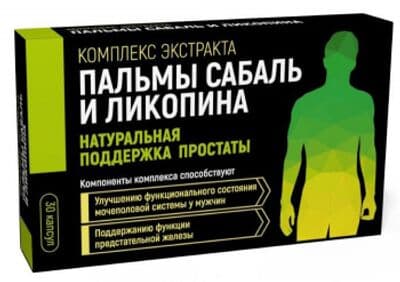 КОМПЛЕКС ЭКСТРАКТА
ПАЛЬМЫ САБАЛЬ
И ЛИКОПИНА
НАТУРАЛЬНАЯ
ПОДДЕРЖКА ПРОСТАТЫ
Компоненты комплекса способствуют
Улучшению функционального состояния
мочеполовой системы у мужчин
Поддержанию функции
предстательной железы
30 капсул